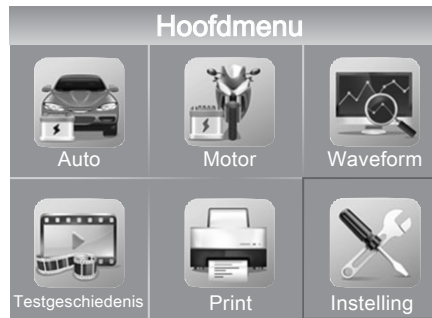 Hoofdmenu
Auto
Motor
Waveform
Testgeschiedenis
Print
Instelling